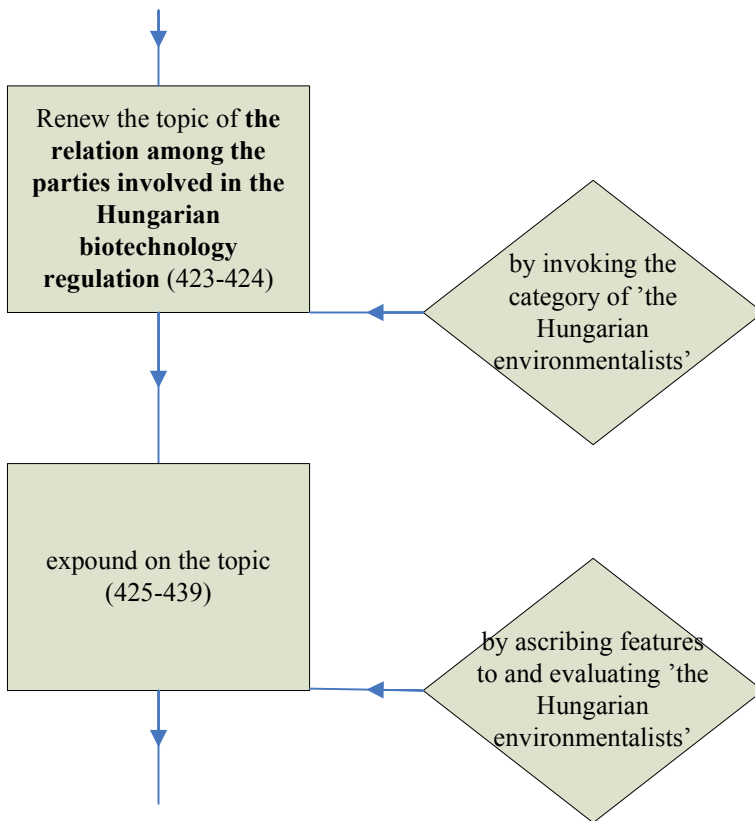 Renew the topic of the
relation among the
parties involved in the
Hungarian
biotechnology
regulation (423-424)
by invoking the
category of ’the
Hungarian
environmentalists’
expound on the topic
(425-439)
by ascribing features
to and evaluating ’the
Hungarian
environmentalists’